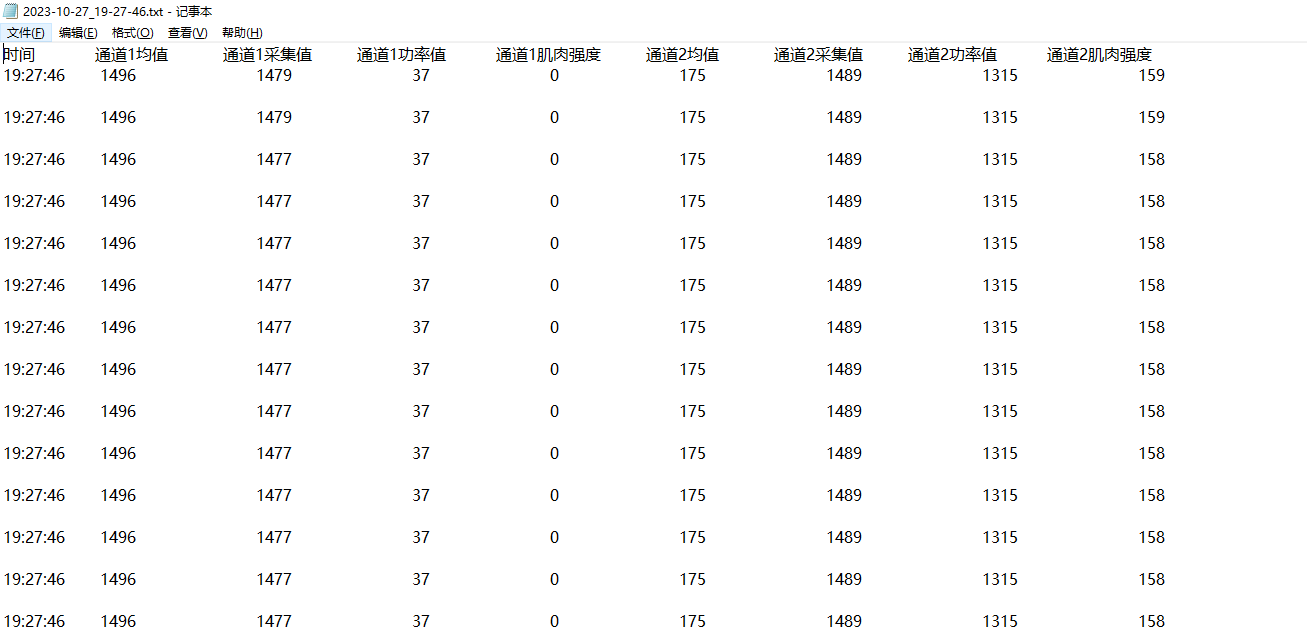 2023-10-27_19-27-46.txt - 记事本
文件(F) 编辑(E) 格式(O) 查看(V) 帮助(H)
时间 通道1均值 通道1采集值 通道1功率值 通道1肌肉强度 通道2均值 通道2采集值 通道2功率值 通道2肌肉强度
19:27:46 1496 1479 37 0 175 1489 1315 159
19:27:46 1496 1479 37 0 175 1489 1315 159
19:27:46 1496 1477 37 0 175 1489 1315 158
19:27:46 1496 1477 37 0 175 1489 1315 158
19:27:46 1496 1477 37 0 175 1489 1315 158
19:27:46 1496 1477 37 0 175 1489 1315 158
19:27:46 1496 1477 37 0 175 1489 1315 158
19:27:46 1496 1477 37 0 175 1489 1315 158
19:27:46 1496 1477 37 0 175 1489 1315 158
19:27:46 1496 1477 37 0 175 1489 1315 158
19:27:46 1496 1477 37 0 175 1489 1315 158
19:27:46 1496 1477 37 0 175 1489 1315 158
19:27:46 1496 1477 37 0 175 1489 1315 158
19:27:46 1496 1477 37 0 175 1489 1315 158